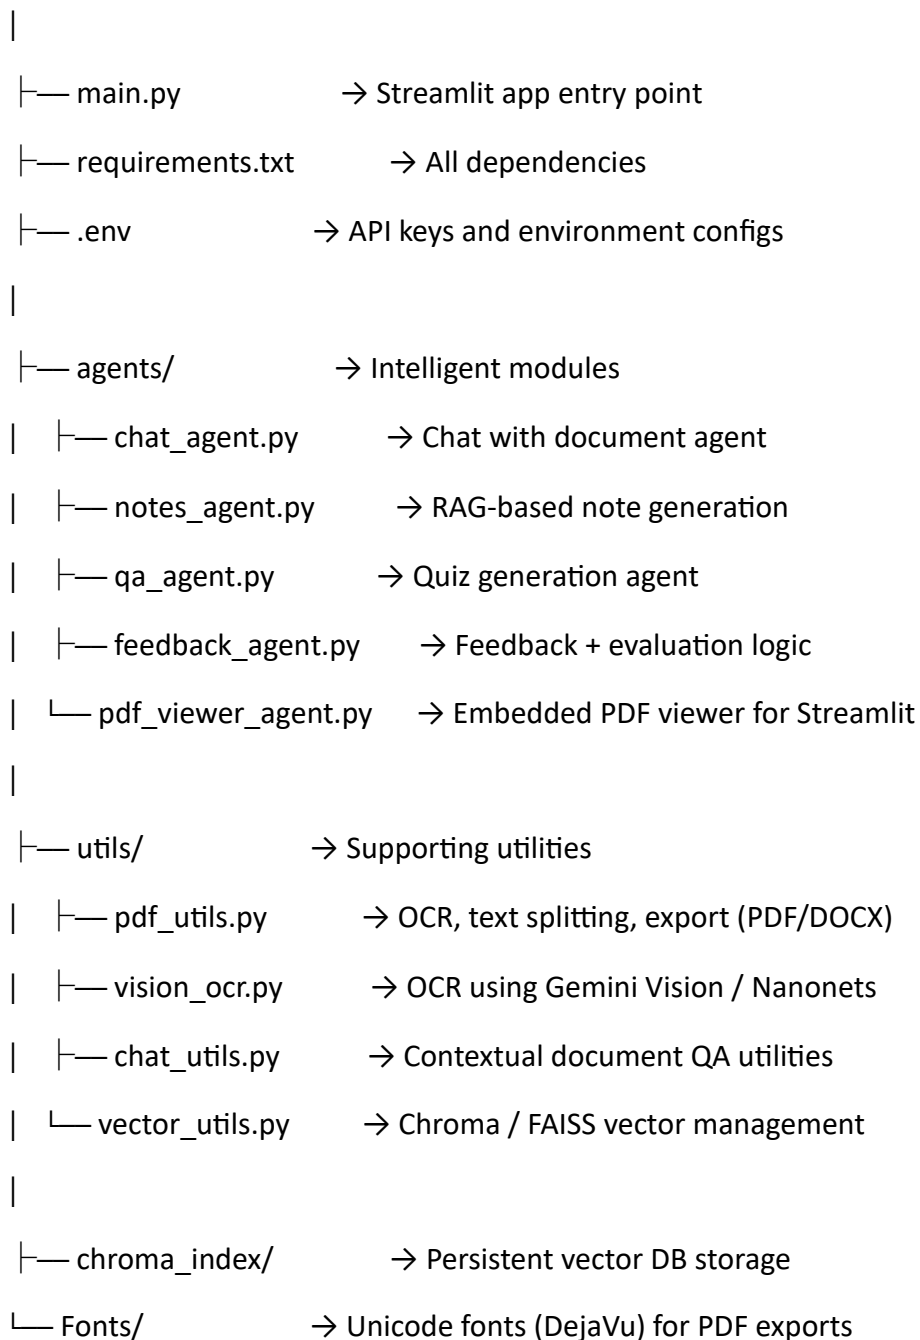 |
├── main.py → Streamlit app entry point
├── requirements.txt → All dependencies
├── .env → API keys and environment configs
|
├── agents/ → Intelligent modules
| ├── chat_agent.py → Chat with document agent
| ├── notes_agent.py → RAG-based note generation
| ├── qa_agent.py → Quiz generation agent
| ├── feedback_agent.py → Feedback + evaluation logic
| └── pdf_viewer_agent.py → Embedded PDF viewer for Streamlit
|
├── utils/ → Supporting utilities
| ├── pdf_utils.py → OCR, text splitting, export (PDF/DOCX)
| ├── vision_ocr.py → OCR using Gemini Vision / Nanonets
| ├── chat_utils.py → Contextual document QA utilities
| └── vector_utils.py → Chroma / FAISS vector management
|
├── chroma_index/ → Persistent vector DB storage
└── Fonts/ → Unicode fonts (DejaVu) for PDF exports